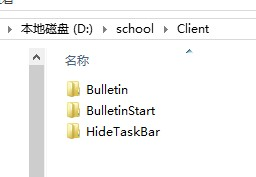 本地磁盘 (D:) ▸ school ▸ Client
名称
Bulletin
BulletinStart
HideTaskBar